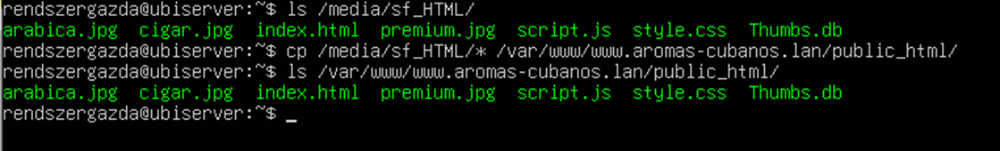 rendszergazda@ubiserver:~$ ls /media/sf_HTML/
arabica.jpg  cigar.jpg  index.html  premium.jpg  script.js  style.css  Thumbs.db
rendszergazda@ubiserver:~$ cp /media/sf_HTML/* /var/www/www.aromas-cubanos.lan/public_html/
rendszergazda@ubiserver:~$ ls /var/www/www.aromas-cubanos.lan/public_html/
arabica.jpg  cigar.jpg  index.html  premium.jpg  script.js  style.css  Thumbs.db
rendszergazda@ubiserver:~$ _